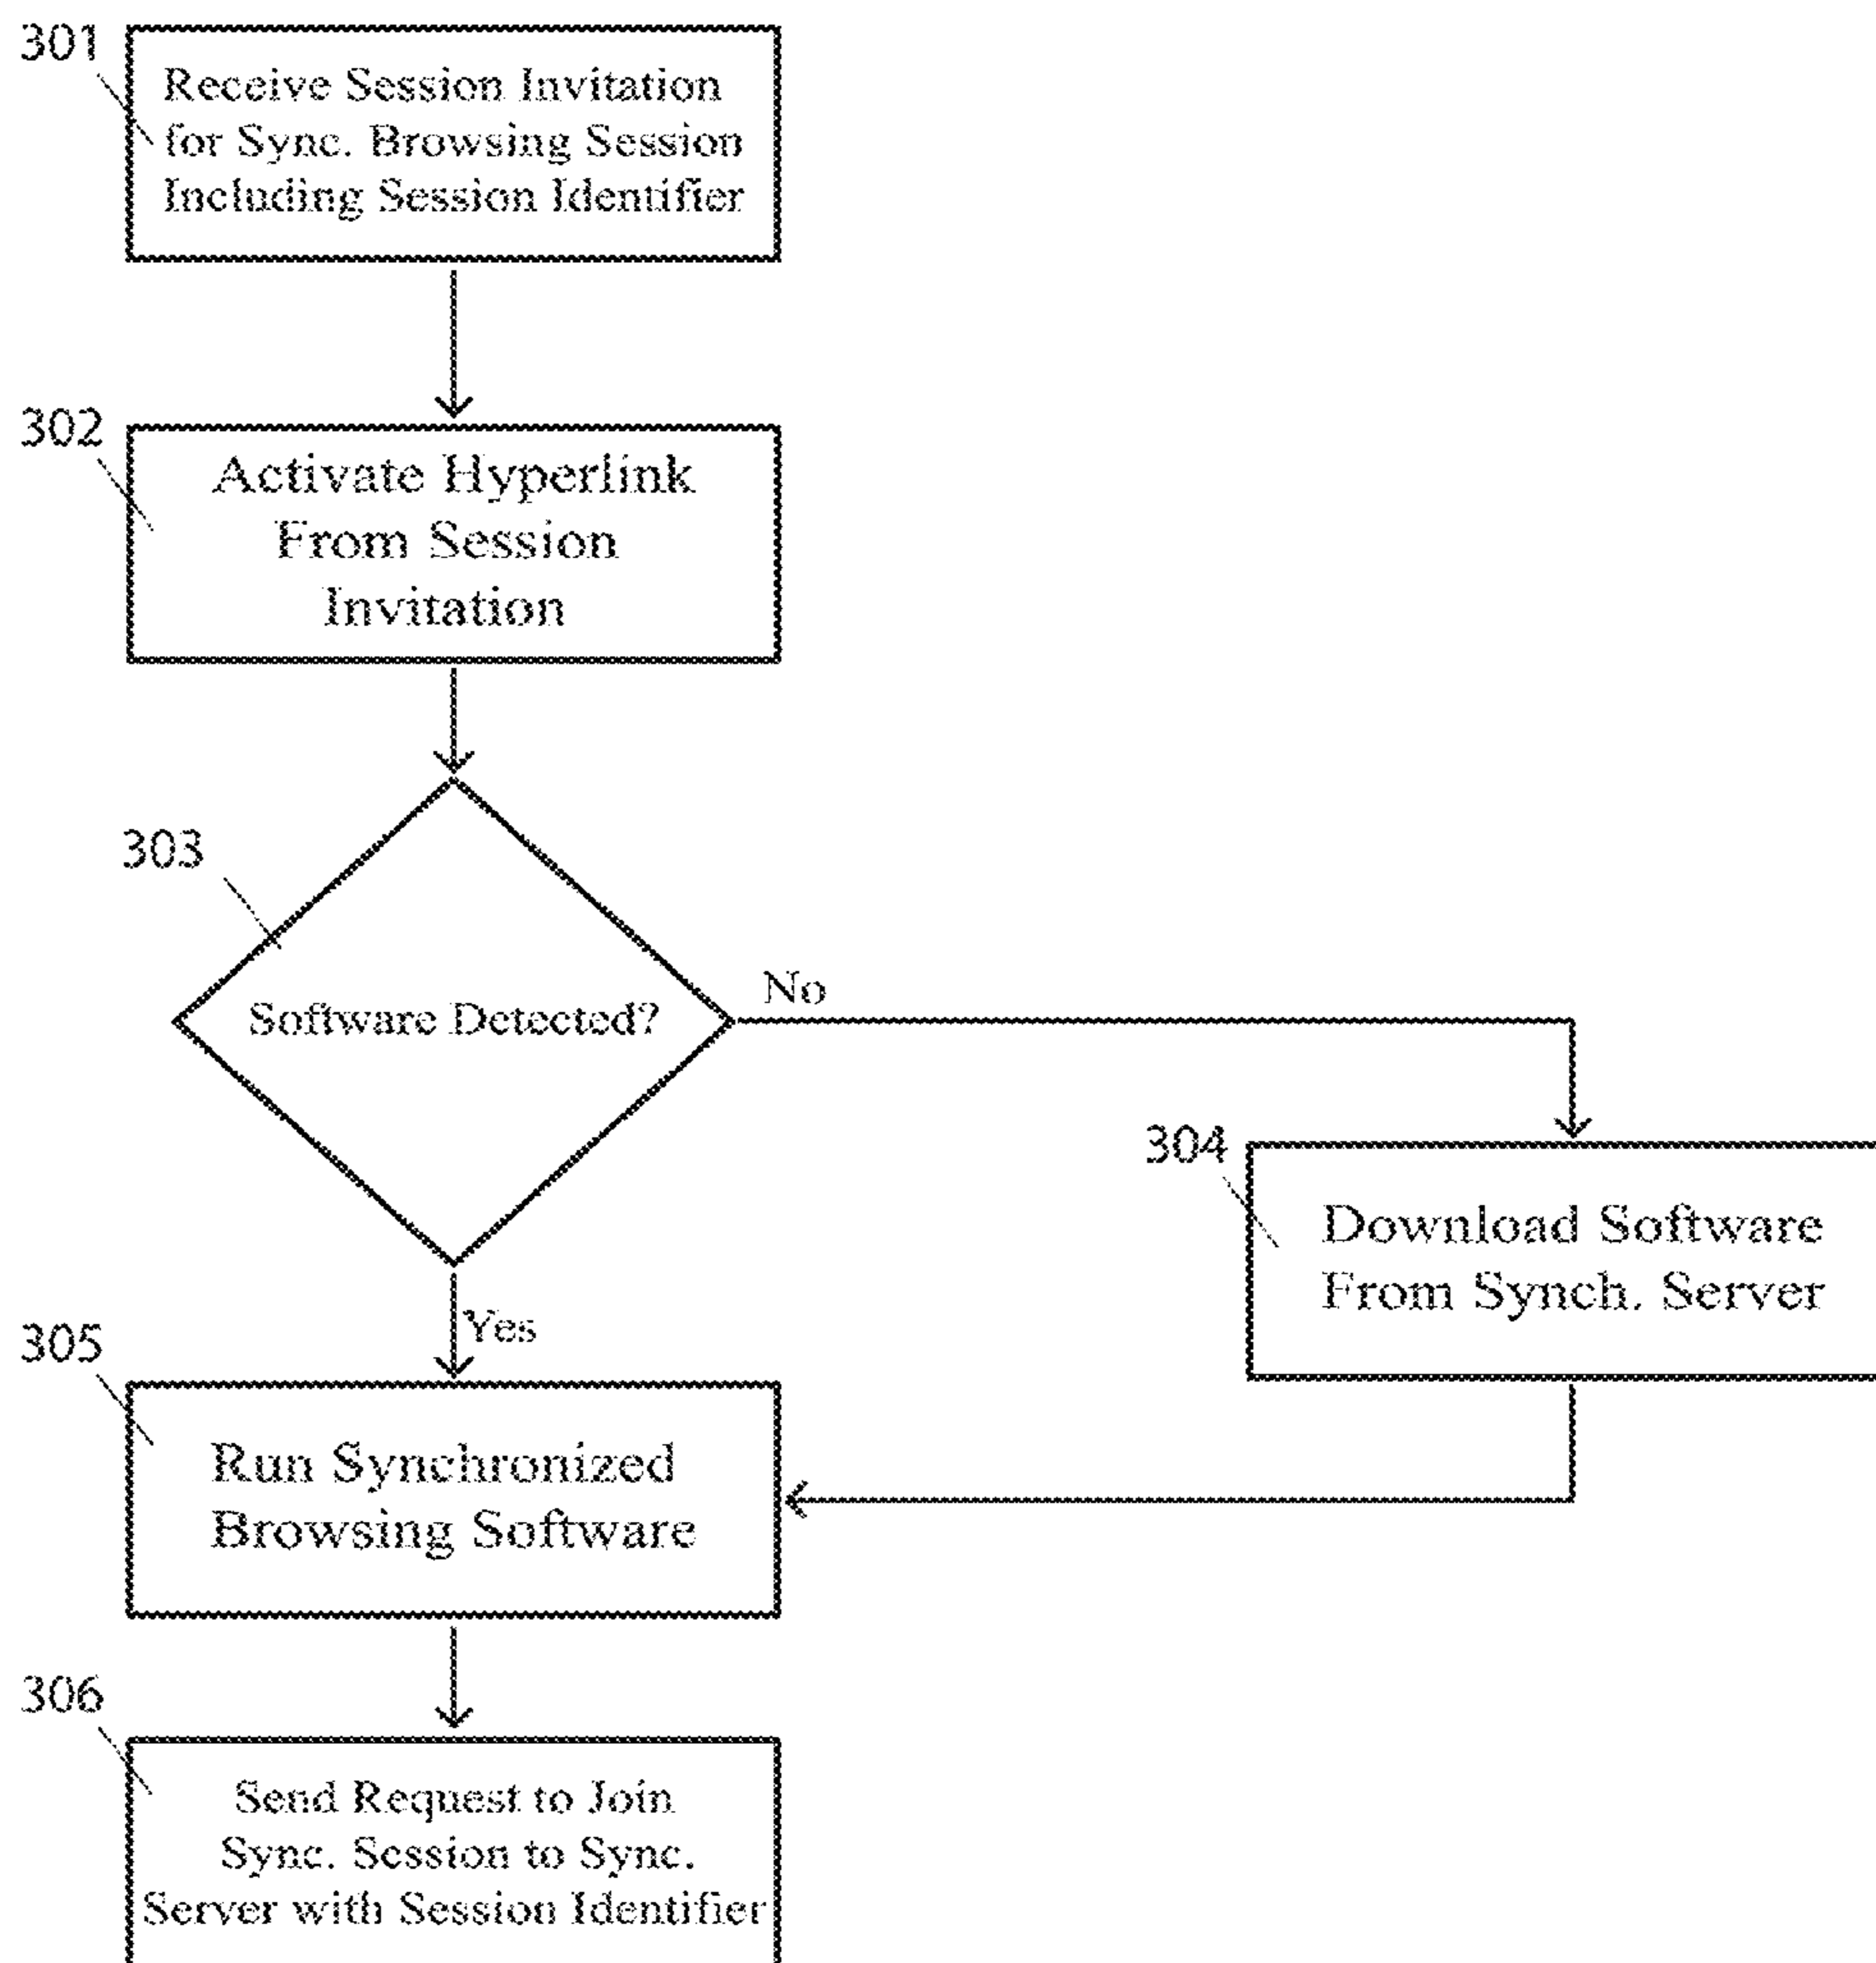 301
Receive Session Invitation
for Sync. Browsing Session
Including Session Identifier
302
Activate Hyperlink
From Session
Invitation
303
Software Detected?
No
304
Download Software
From Synch. Server
Yes
305
Run Synchronized
Browsing Software
306
Send Request to Join
Sync. Session to Sync.
Server with Session Identifier